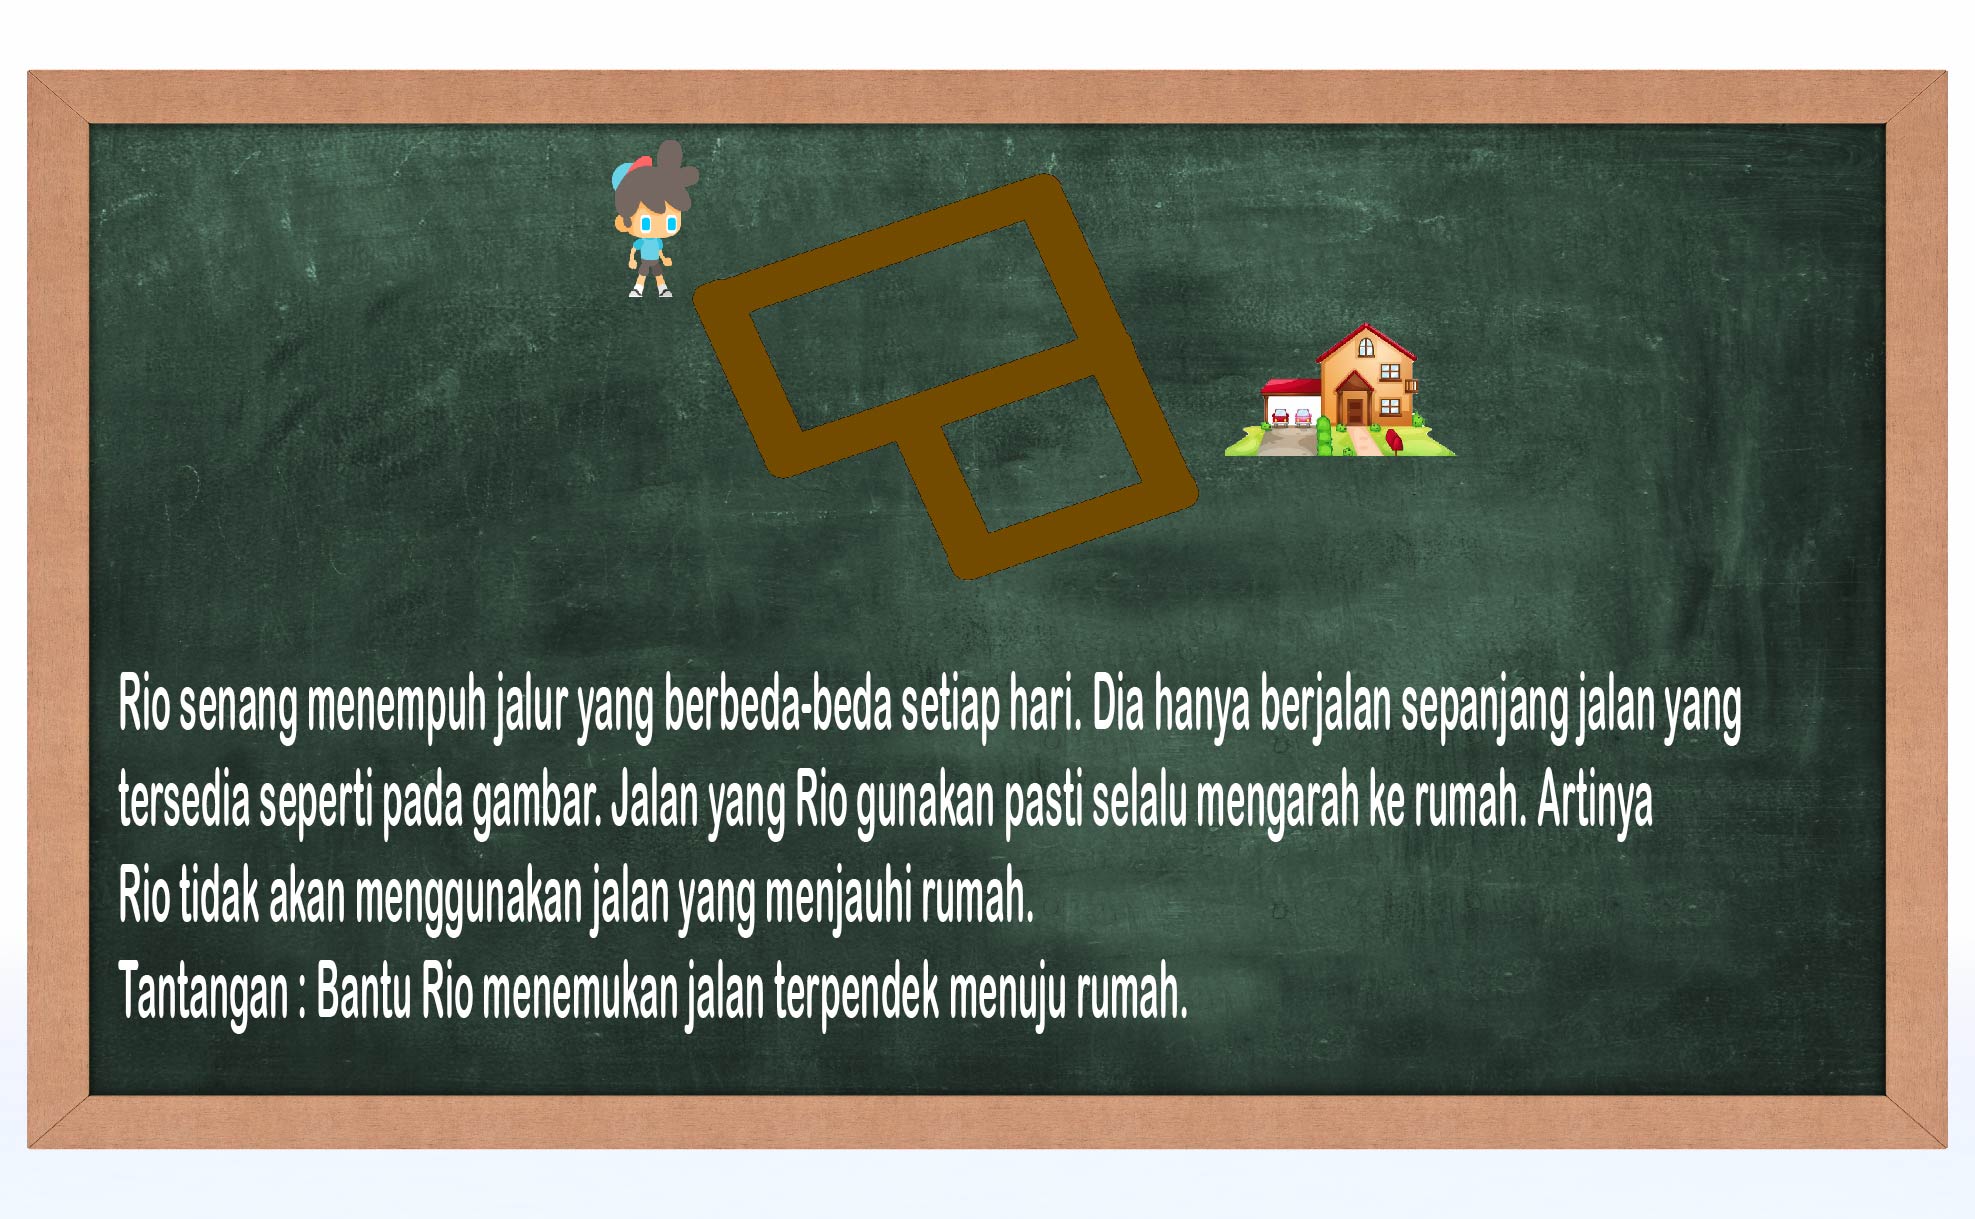 Rio senang menempuh jalur yang berbeda-beda setiap hari. Dia hanya berjalan sepanjang jalan yang
tersedia seperti pada gambar. Jalan yang Rio gunakan pasti selalu mengarah ke rumah. Artinya
Rio tidak akan menggunakan jalan yang menjauhi rumah.
Tantangan : Bantu Rio menemukan jalan terpendek menuju rumah.